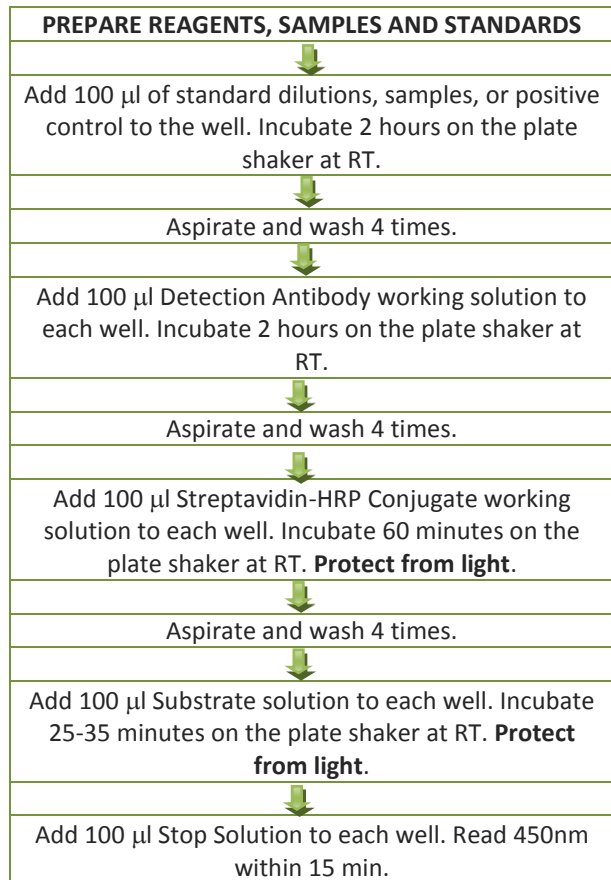 PREPARE REAGENTS, SAMPLES AND STANDARDS
Add 100 μl of standard dilutions, samples, or positive
control to the well. Incubate 2 hours on the plate
shaker at RT.
Aspirate and wash 4 times.
Add 100 μl Detection Antibody working solution to
each well. Incubate 2 hours on the plate shaker at
RT.
Aspirate and wash 4 times.
Add 100 μl Streptavidin-HRP Conjugate working
solution to each well. Incubate 60 minutes on the
plate shaker at RT. Protect from light.
Aspirate and wash 4 times.
Add 100 μl Substrate solution to each well. Incubate
25-35 minutes on the plate shaker at RT. Protect
from light.
Add 100 μl Stop Solution to each well. Read 450nm
within 15 min.